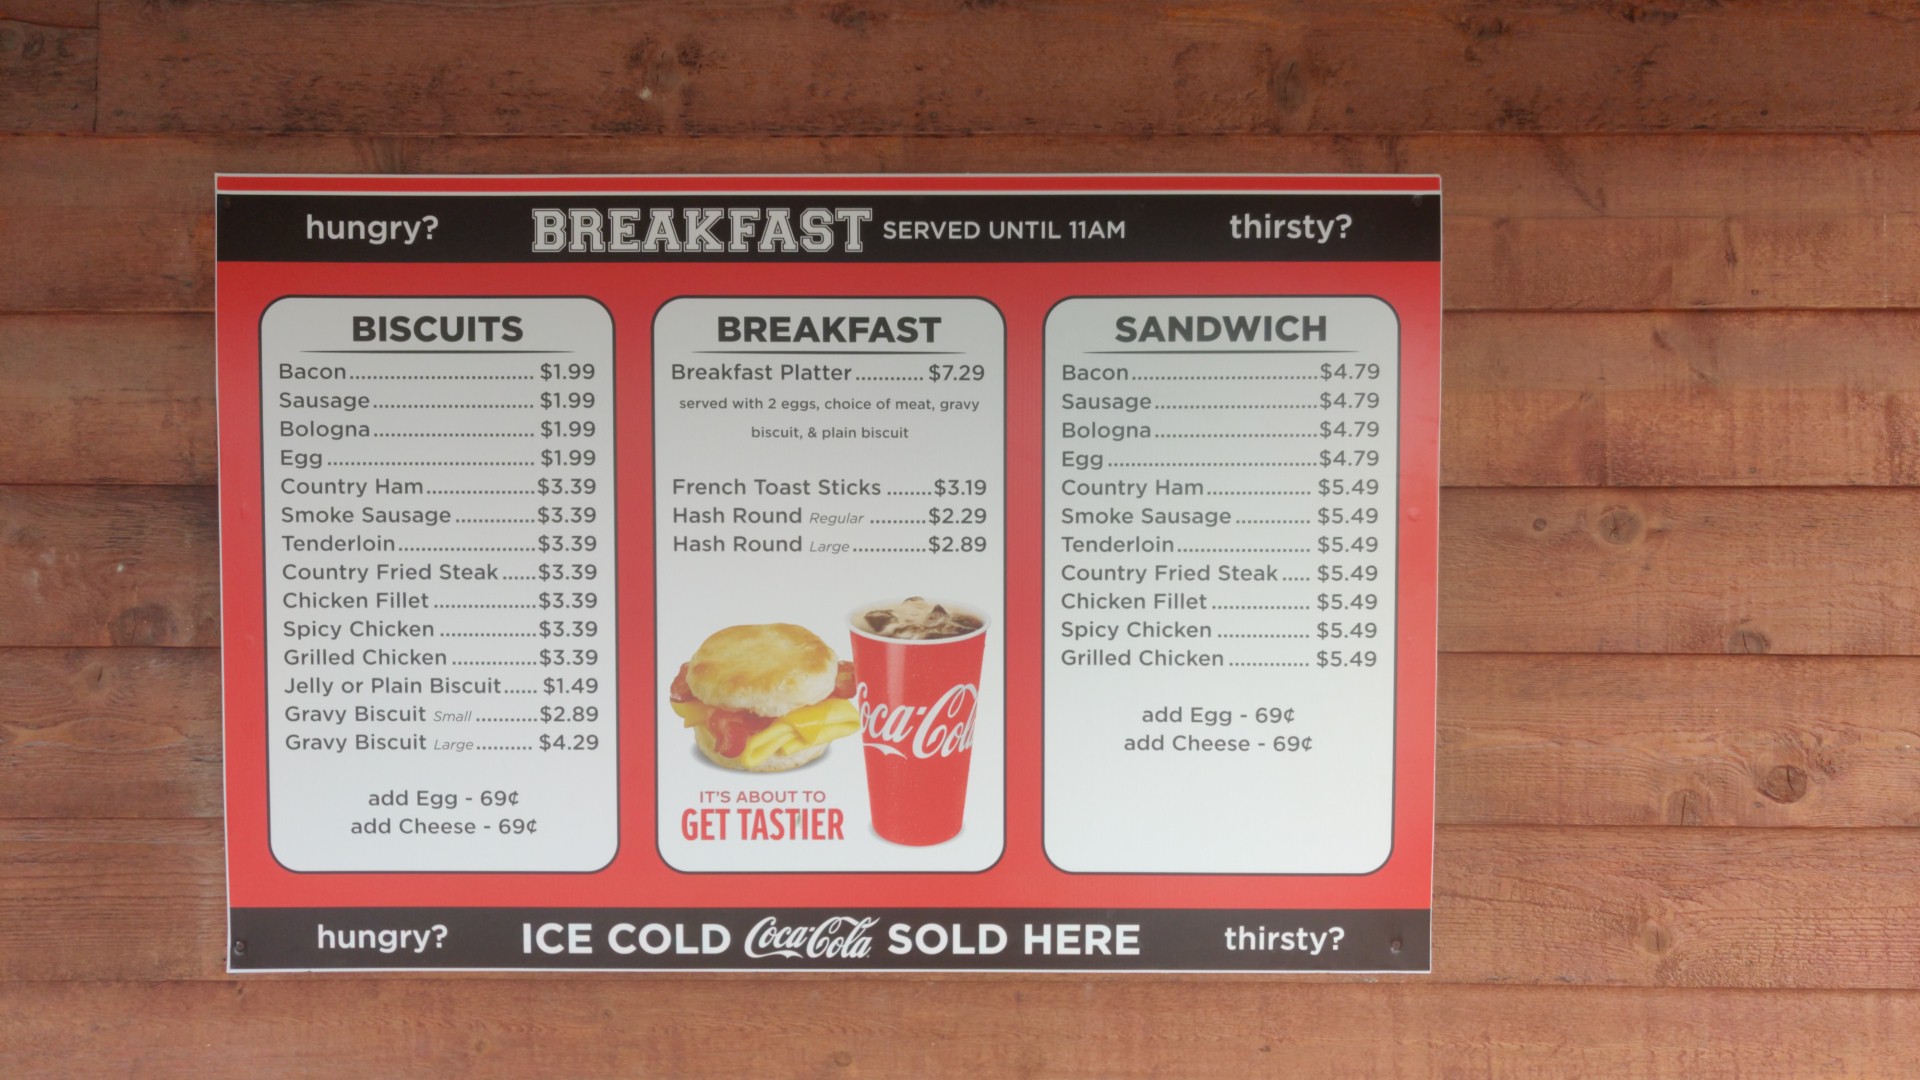 hungry? BREAKFAST SERVED UNTIL 11AM thirsty?
BISCUITS
Bacon.............................. $1.99
Sausage.......................... $1.99
Bologna.......................... $1.99
Egg.................................. $1.99
Country Ham.................$3.39
Smoke Sausage.............$3.39
Tenderloin......................$3.39
Country Fried Steak......$3.39
Chicken Fillet ................$3.39
Spicy Chicken ...............$3.39
Grilled Chicken .............$3.39
Jelly or Plain Biscuit...... $1.49
Gravy Biscuit Small ..........$2.89
Gravy Biscuit Large.......... $4.29
add Egg - 69¢
add Cheese - 69¢
BREAKFAST
Breakfast Platter ........... $7.29
served with 2 eggs, choice of meat, gravy
biscuit, & plain biscuit
French Toast Sticks .......$3.19
Hash Round Regular .........$2.29
Hash Round Large............$2.89
Coca-Cola
IT'S ABOUT TO
GET TASTIER
SANDWICH
Bacon..............................$4.79
Sausage..........................$4.79
Bologna..........................$4.79
Egg..................................$4.79
Country Ham................. $5.49
Smoke Sausage............ $5.49
Tenderloin...................... $5.49
Country Fried Steak..... $5.49
Chicken Fillet ................ $5.49
Spicy Chicken ............... $5.49
Grilled Chicken ............. $5.49
add Egg - 69¢
add Cheese - 69¢
hungry? ICE COLD Coca-Cola SOLD HERE thirsty?